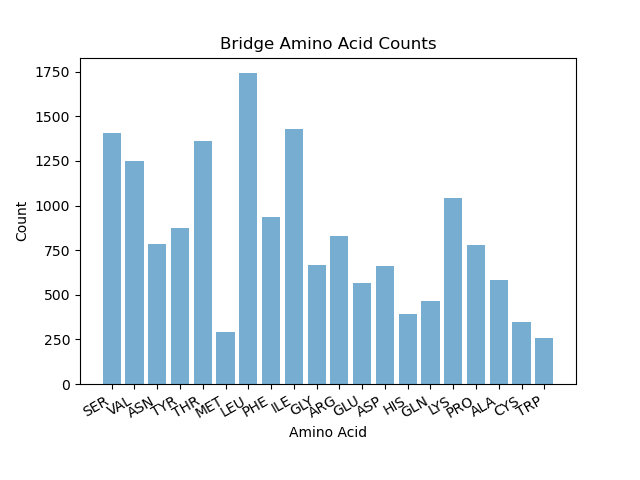 Bridge Amino Acid Counts
Count
1750
1500
1250
1000
750
500
250
0
SER VAL ASN TYR THR MET LEU PHE ILE GLY ARG GLU ASP HIS GLN LYS PRO ALA CYS TRP
Amino Acid